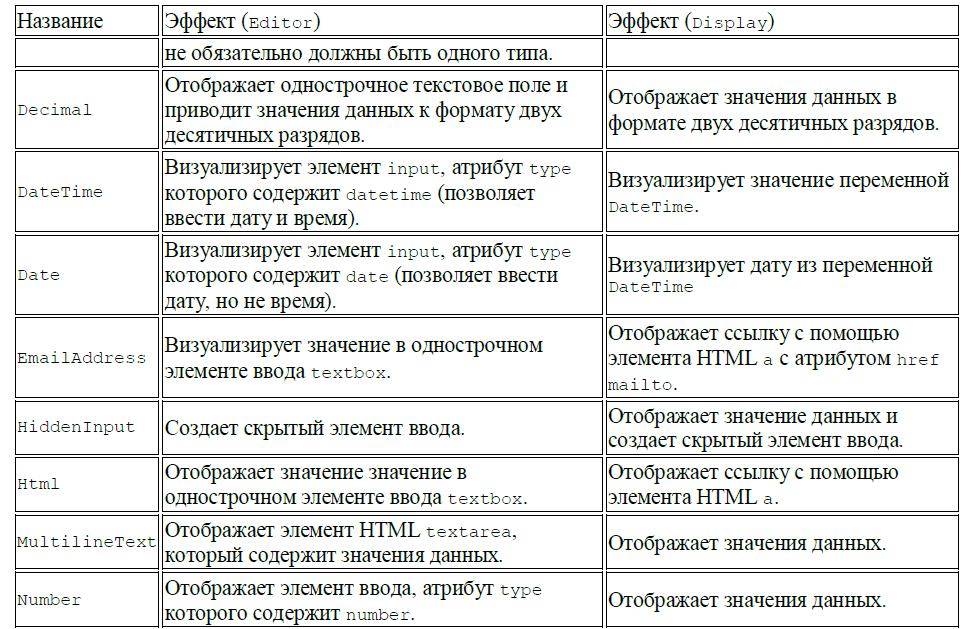 Название Эффект (Editor) Эффект (Display)
не обязательно должны быть одного типа.
Decimal
Отображает однострочное текстовое поле и
приводит значения данных к формату двух
десятичных разрядов.
Отображает значения данных в
формате двух десятичных разрядов.
DateTime
Визуализирует элемент input, атрибут type
которого содержит datetime (позволяет
ввести дату и время).
Визуализирует значение переменной
DateTime.
Date
Визуализирует элемент input, атрибут type
которого содержит date (позволяет ввести
дату, но не время).
Визуализирует дату из переменной
DateTime
EmailAddress
Визуализирует значение в однострочном
элементе ввода textbox.
Отображает ссылку с помощью
элемента HTML a с атрибутом href
mailto.
HiddenInput
Создает скрытый элемент ввода.
Отображает значение данных и
создает скрытый элемент ввода.
Html
Отображает значение значение в
однострочном элементе ввода textbox.
Отображает ссылку с помощью
элемента HTML a.
MultilineText
Отображает элемент HTML textarea,
который содержит значения данных.
Отображает значения данных.
Number
Отображает элемент ввода, атрибут type
которого содержит number.
Отображает значения данных.